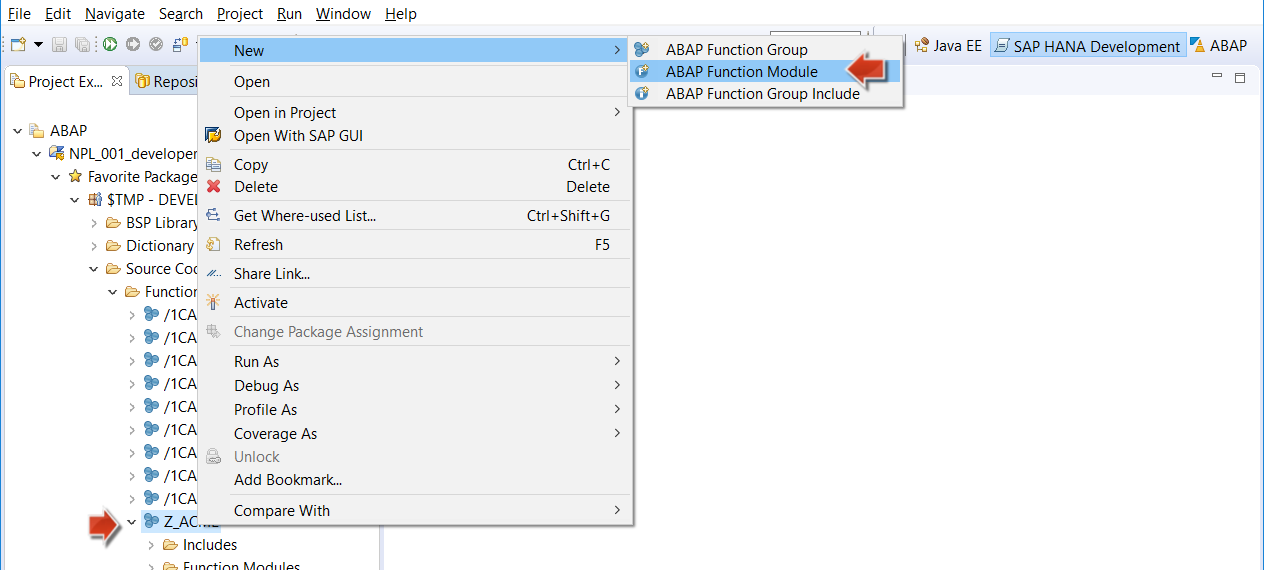 File Edit Navigate Search Project Run Window Help
Java EE SAP HANA Development ABAP
Project Ex... Reposi
ABAP
NPL_001_developer
Favorite Package
$TMP - DEVEL
BSP Library
Dictionary
Source Cod
Function
/1CA
/1CA
/1CA
/1CA
/1CA
/1CA
/1CA
/1CA
/1CA
Z_ACME
Includes
Function Modules
New
Open
Open in Project
Open With SAP GUI
Copy Ctrl+C
Delete Delete
Get Where-used List... Ctrl+Shift+G
Refresh F5
Share Link...
Activate
Change Package Assignment
Run As
Debug As
Profile As
Coverage As
Unlock
Add Bookmark...
Compare With
ABAP Function Group
ABAP Function Module
ABAP Function Group Include